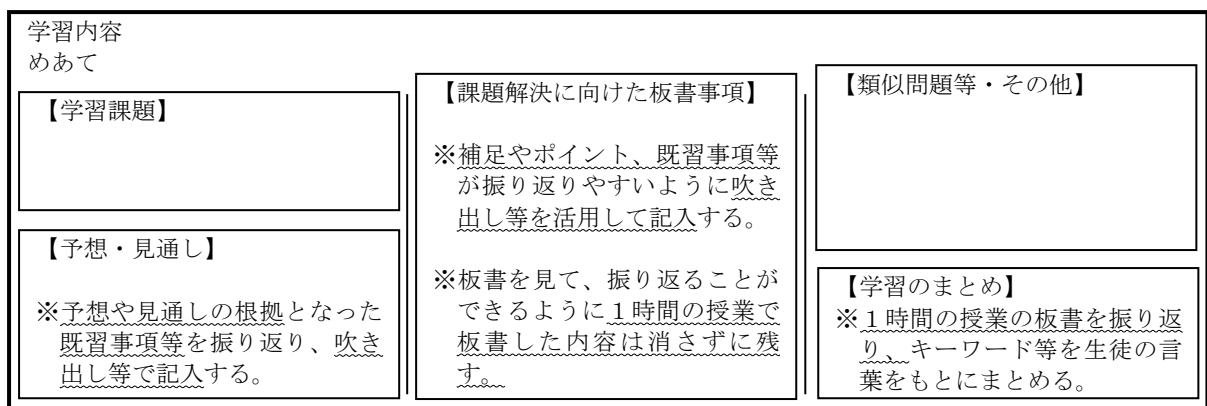 学習内容
めあて
【学習課題】
【予想・見通し】
※予想や見通しの根拠となった
既習事項等を振り返り、吹き
出し等で記入する。
【課題解決に向けた板書事項】
※補足やポイント、既習事項等
が振り返りやすいように吹き
出し等を活用して記入する。
※板書を見て、振り返ることが
できるように１時間の授業で
板書した内容は消さずに残
す。
【類似問題等・その他】
【学習のまとめ】
※１時間の授業の板書を振り返
り、キーワード等を生徒の言
葉をもとにまとめる。